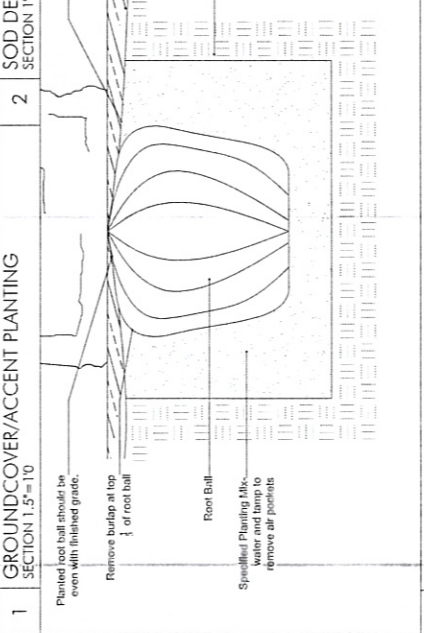 1 GROUNDCOVER/ACCENT PLANTING
SECTION 1.5"=1'0
Planted root ball should be
even with finished grade.
Remove burlap at top
of root ball
Root Ball
Specified Planting Mix-
water and tamp to
remove air pockets
2 SOD DE
SECTION 1"